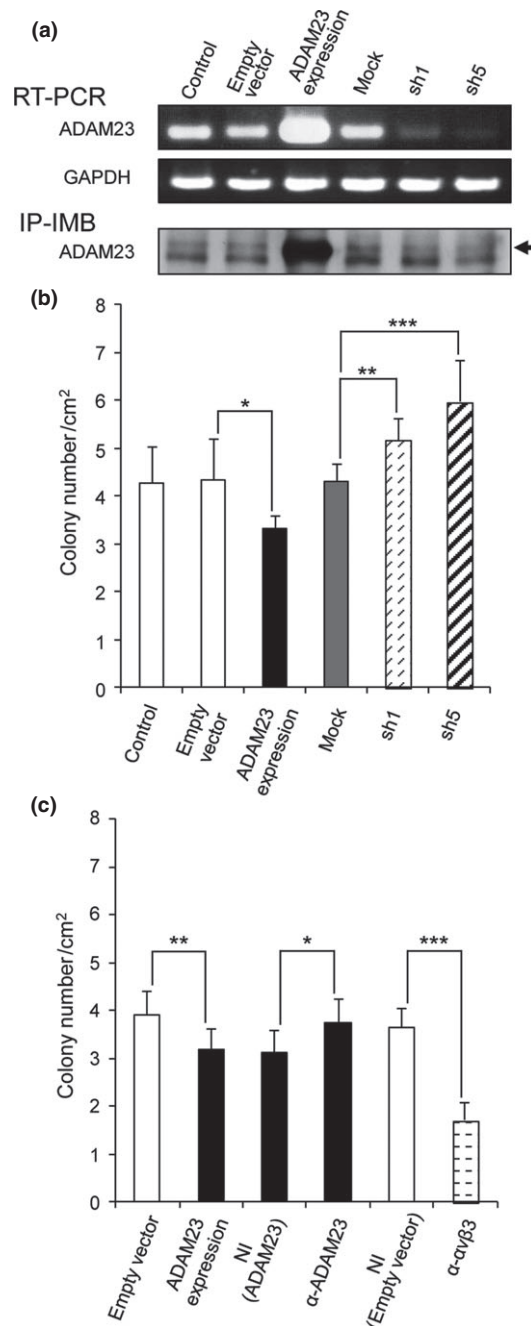 (a)
Control
Empty
vector
ADAM23
expression
Mock
sh1
sh5
RT-PCR
ADAM23
GAPDH
IP-IMB
ADAM23
(b)
Colony number/cm²
8
7
6
5
4
3
2
1
0
*
**
***
Control
Empty
vector
ADAM23
expression
Mock
sh1
sh5
(c)
Colony number/cm²
8
7
6
5
4
3
2
1
0
**
*
***
Empty vector
ADAM23
expression
NI
(ADAM23)
α-ADAM23
NI
(Empty vector)
α-αvβ3